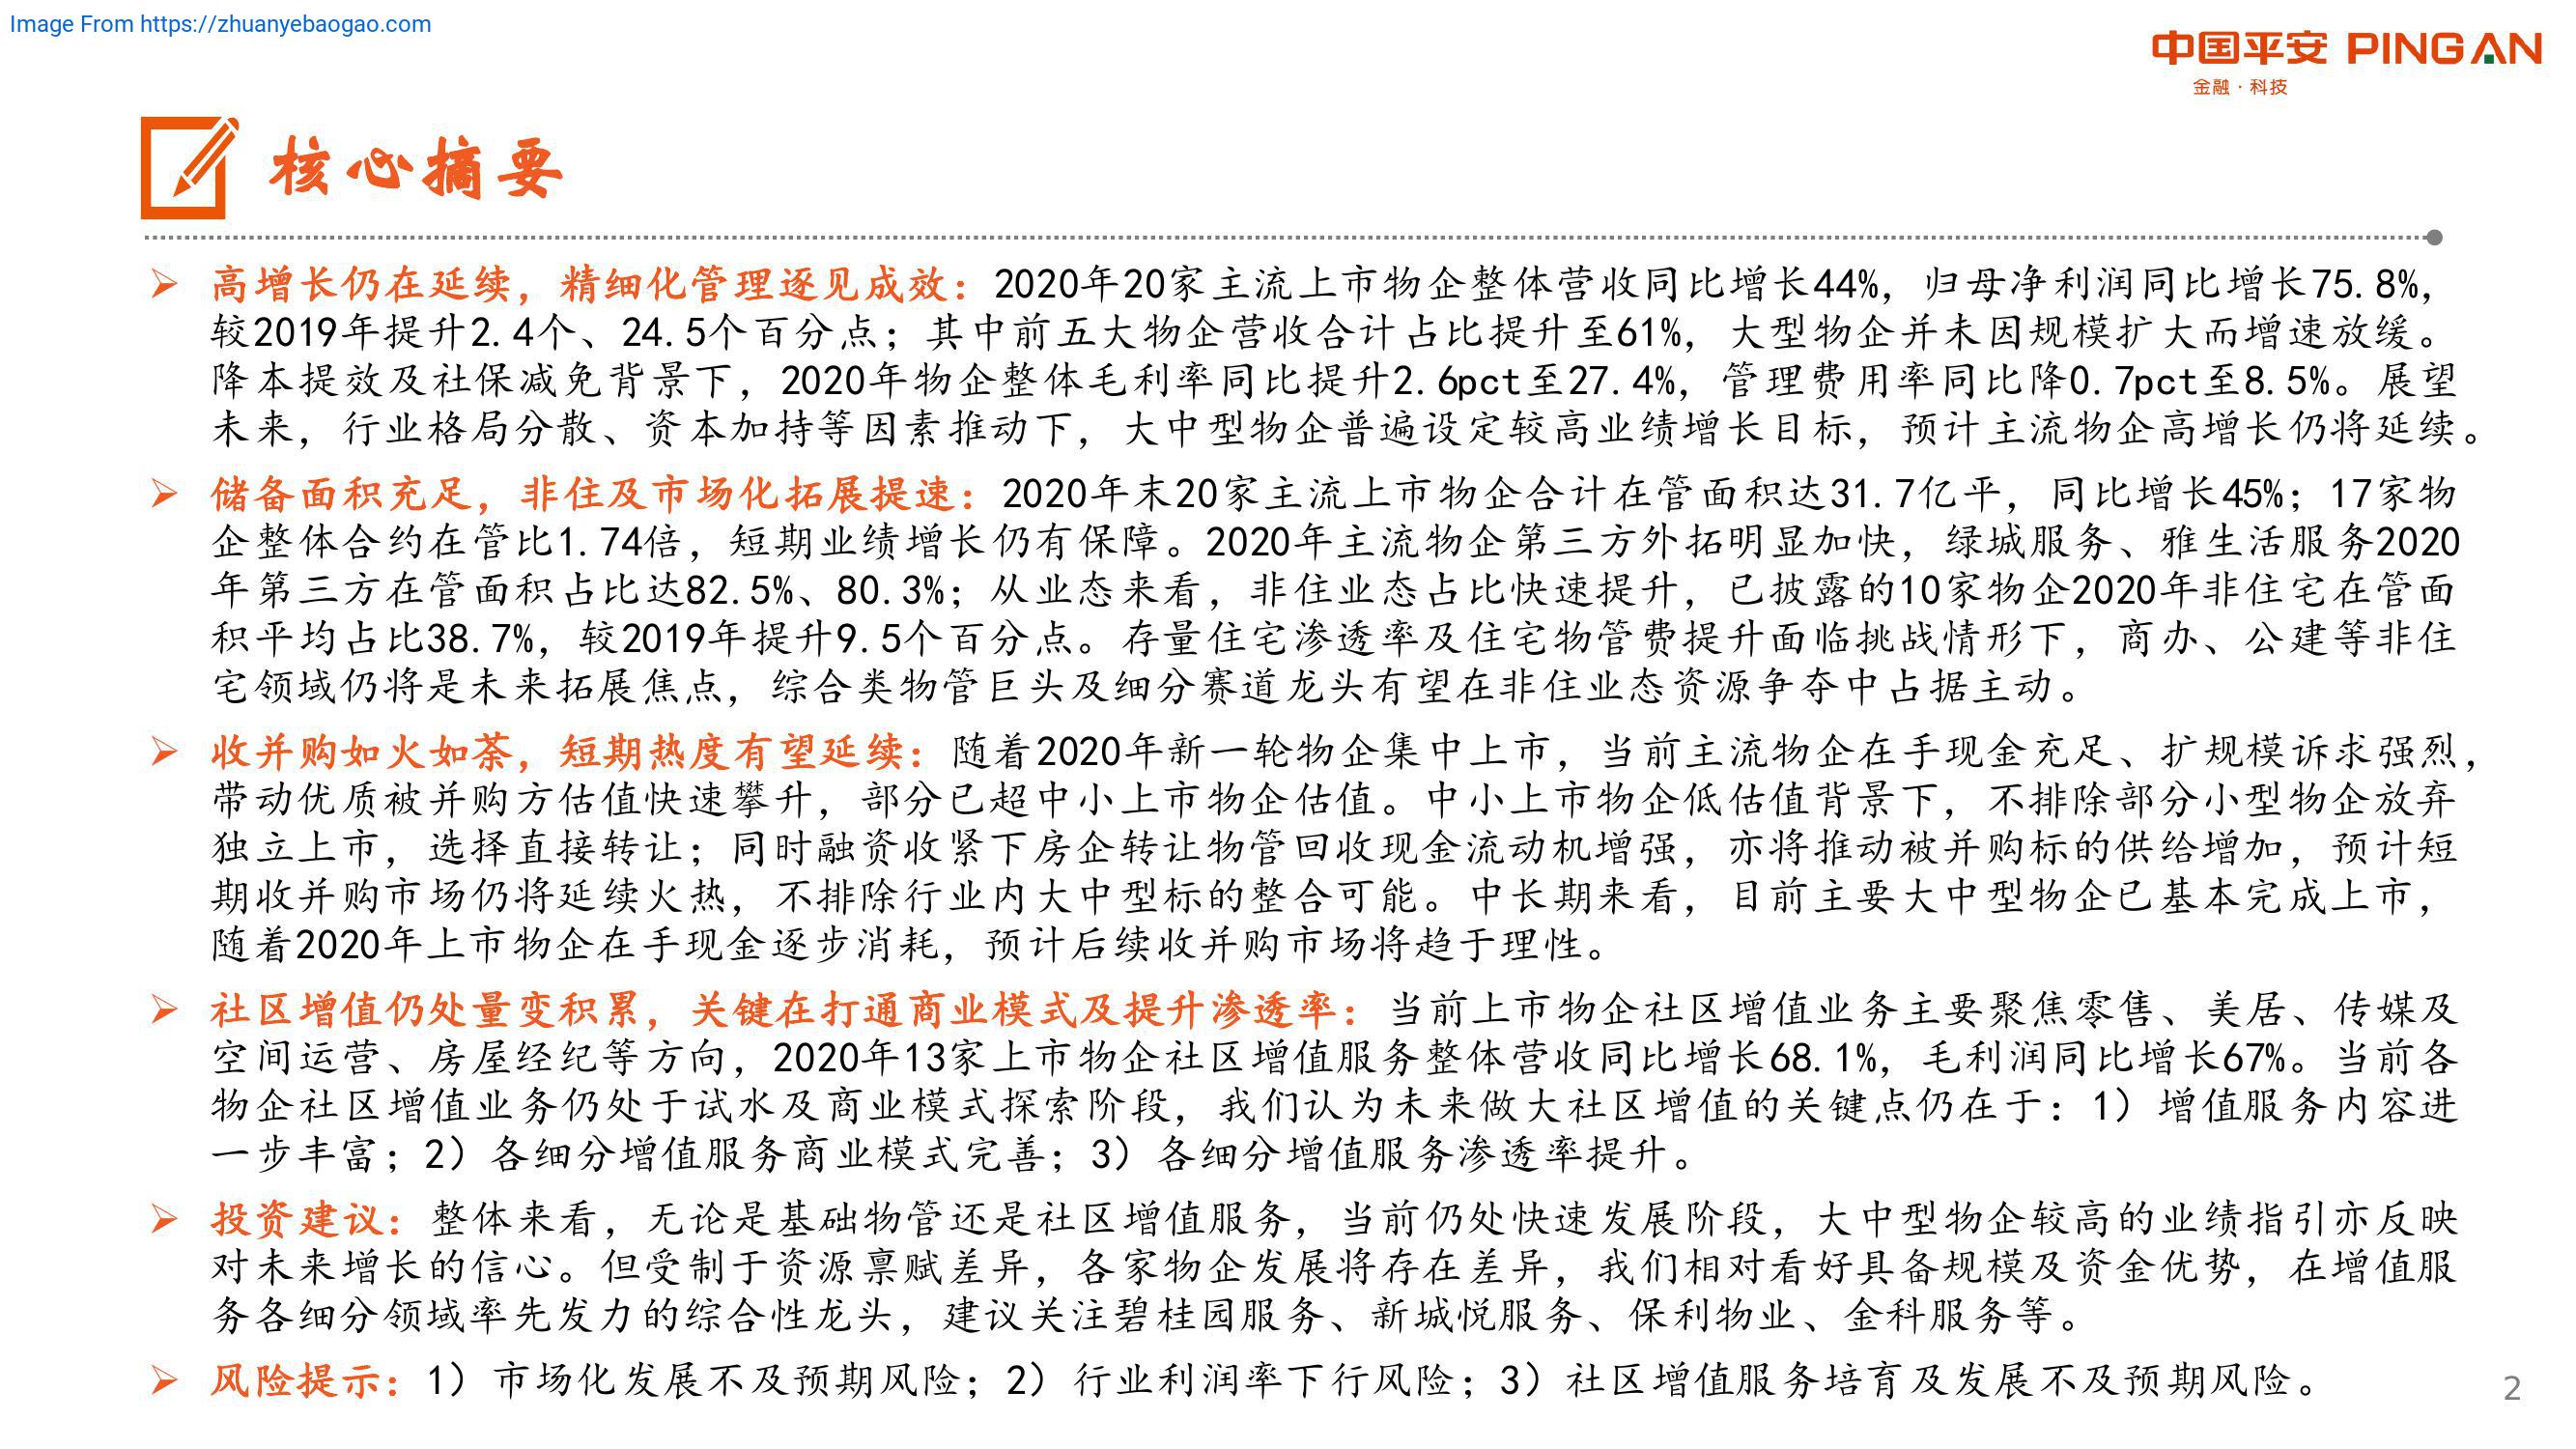 Image From https://zhuanyebaogao.com
中国平安 PINGAN
金融·科技
核心摘要
➢ 高增长仍在延续，精细化管理逐见成效：2020年20家主流上市物企整体营收同比增长44%，归母净利润同比增长75.8%，
较2019年提升2.4个、24.5个百分点；其中前五大物企营收合计占比提升至61%，大型物企并未因规模扩大而增速放缓。
降本提效及社保减免背景下，2020年物企整体毛利率同比提升2.6pct至27.4%，管理费用率同比降0.7pct至8.5%。展望
未来，行业格局分散、资本加持等因素推动下，大中型物企普遍设定较高业绩增长目标，预计主流物企高增长仍将延续。
➢ 储备面积充足，非住及市场化拓展提速：2020年末20家主流上市物企合计在管面积达31.7亿平，同比增长45%；17家物
企整体合约在管比1.74倍，短期业绩增长仍有保障。2020年主流物企第三方外拓明显加快，绿城服务、雅生活服务2020
年第三方在管面积占比达82.5%、80.3%；从业态来看，非住业态占比快速提升，已披露的10家物企2020年非住宅在管面
积平均占比38.7%，较2019年提升9.5个百分点。存量住宅渗透率及住宅物管费提升面临挑战情形下，商办、公建等非住
宅领域仍将是未来拓展焦点，综合类物管巨头及细分赛道龙头有望在非住业态资源争夺中占据主动。
➢ 收并购如火如荼，短期热度有望延续：随着2020年新一轮物企集中上市，当前主流物企在手现金充足、扩规模诉求强烈，
带动优质被并购方估值快速攀升，部分已超中小上市物企估值。中小上市物企低估值背景下，不排除部分小型物企放弃
独立上市，选择直接转让；同时融资收紧下房企转让物管回收现金流动机增强，亦将推动被并购标的供给增加，预计短
期收并购市场仍将延续火热，不排除行业内大中型标的整合可能。中长期来看，目前主要大中型物企已基本完成上市，
随着2020年上市物企在手现金逐步消耗，预计后续收并购市场将趋于理性。
➢ 社区增值仍处量变积累，关键在打通商业模式及提升渗透率：当前上市物企社区增值业务主要聚焦零售、美居、传媒及
空间运营、房屋经纪等方向，2020年13家上市物企社区增值服务整体营收同比增长68.1%，毛利润同比增长67%。当前各
物企社区增值业务仍处于试水及商业模式探索阶段，我们认为未来做大社区增值的关键点仍在于：1）增值服务内容进
一步丰富；2）各细分增值服务商业模式完善；3）各细分增值服务渗透率提升。
➢ 投资建议：整体来看，无论是基础物管还是社区增值服务，当前仍处快速发展阶段，大中型物企较高的业绩指引亦反映
对未来增长的信心。但受制于资源禀赋差异，各家物企发展将存在差异，我们相对看好具备规模及资金优势，在增值服
务各细分领域率先发力的综合性龙头，建议关注碧桂园服务、新城悦服务、保利物业、金科服务等。
➢ 风险提示：1）市场化发展不及预期风险；2）行业利润率下行风险；3）社区增值服务培育及发展不及预期风险。
2